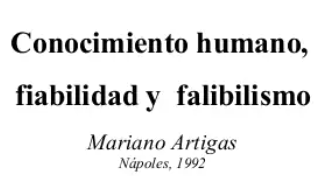 Conocimiento humano,
fiabilidad y falibilismo
Mariano Artigas
Nápoles, 1992